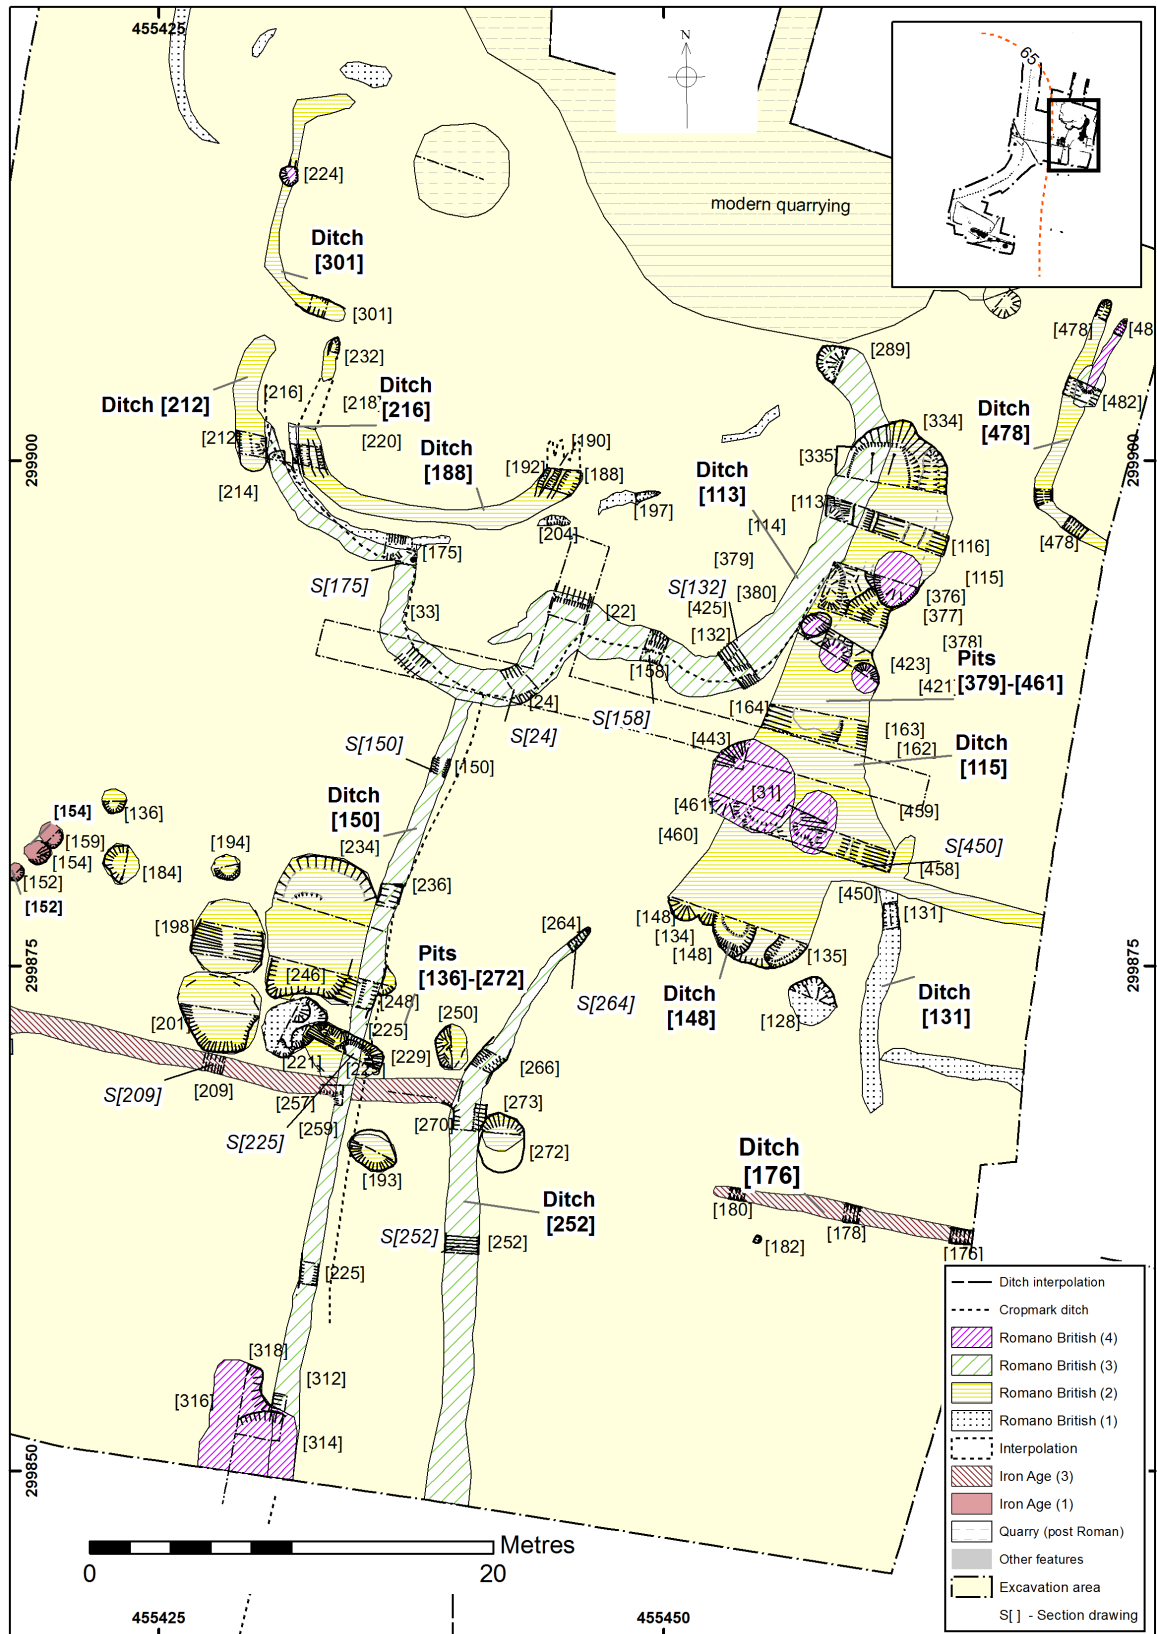 455425
N
65
[224]
modern quarrying
Ditch
[301]
[301]
[289]
[478]
[48
[232]
Ditch
[216]
[216]
Ditch [212]
[218]
[482]
[334]
Ditch
[478]
[212]
[220]
[190]
Ditch
[188]
299900
299900
[335]
[192]
[188]
Ditch
[113]
[214]
[113]
[197]
[114]
[204]
[478]
[116]
[175]
[379]
[115]
S[175]
S[132]
[380]
[376]
[33]
[22]
[425]
[377]
[132]
[378]
Pits
[379]-[461]
[423]
[158]
[421]
[24]
[164]
S[158]
S[24]
[163]
S[150]
[443]
[162]
Ditch
[115]
[150]
[31]
Ditch
[150]
[154]
[136]
[461]
[459]
[159]
[234]
[460]
S[450]
[154]
[194]
[184]
[458]
[152]
[236]
[450]
[152]
[148]
[131]
[198]
[264]
[134]
Pits
[136]-[272]
[148]
[135]
299875
299875
[246]
[248]
S[264]
Ditch
[148]
Ditch
[131]
[250]
[128]
[201]
[225]
[229]
[221]
[225]
[266]
[209]
S[209]
[257]
[273]
[259]
[270]
S[225]
[272]
Ditch
[176]
[193]
Ditch
[252]
[180]
[178]
S[252]
[252]
[182]
[176]
[225]
[318]
[312]
[316]
[314]
299850
Ditch interpolation
Cropmark ditch
Romano British (4)
Romano British (3)
Romano British (2)
Romano British (1)
Interpolation
Iron Age (3)
Iron Age (1)
Quarry (post Roman)
Other features
Excavation area
S[ ] - Section drawing
Metres
0
20
455425
455450